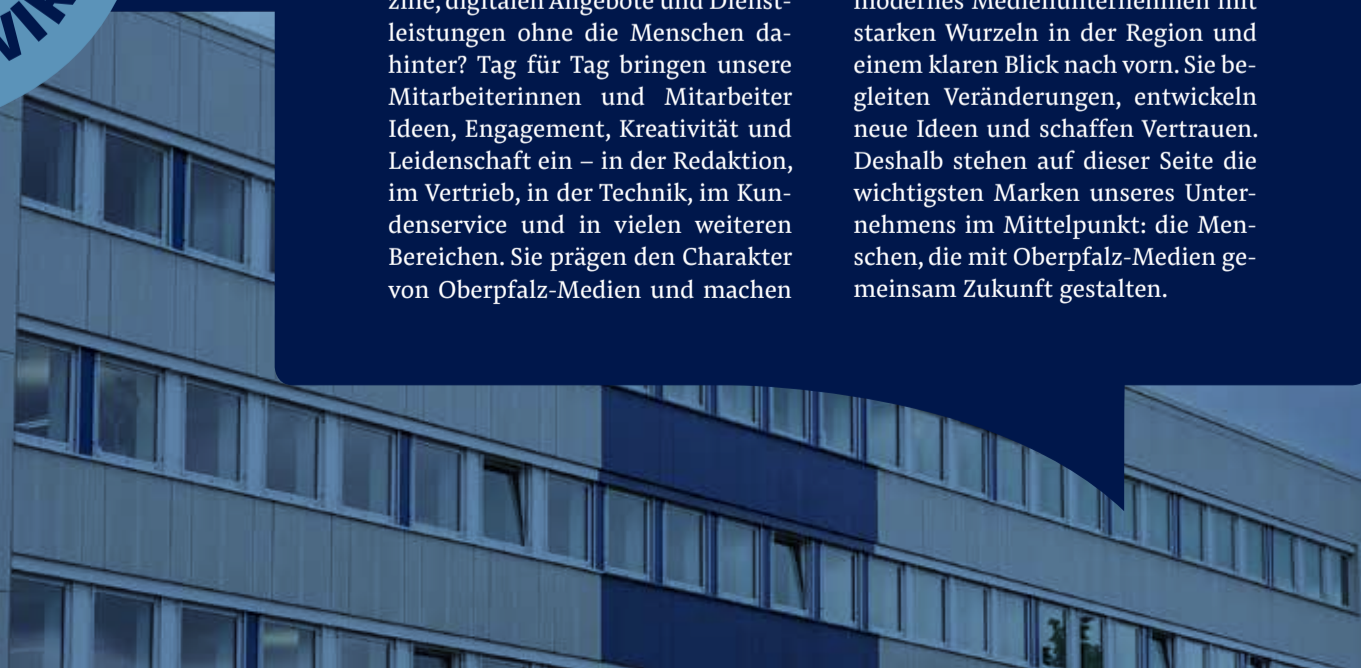 zine, digitalen Angebote und Dienst-
leistungen ohne die Menschen da-
hinter? Tag für Tag bringen unsere
Mitarbeiterinnen und Mitarbeiter
Ideen, Engagement, Kreativität und
Leidenschaft ein – in der Redaktion,
im Vertrieb, in der Technik, im Kun-
denservice und in vielen weiteren
Bereichen. Sie prägen den Charakter
von Oberpfalz-Medien und machen
modernes Medienunternehmen mit
starken Wurzeln in der Region und
einem klaren Blick nach vorn. Sie be-
gleiten Veränderungen, entwickeln
neue Ideen und schaffen Vertrauen.
Deshalb stehen auf dieser Seite die
wichtigsten Marken unseres Unter-
nehmens im Mittelpunkt: die Men-
schen, die mit Oberpfalz-Medien ge-
meinsam Zukunft gestalten.